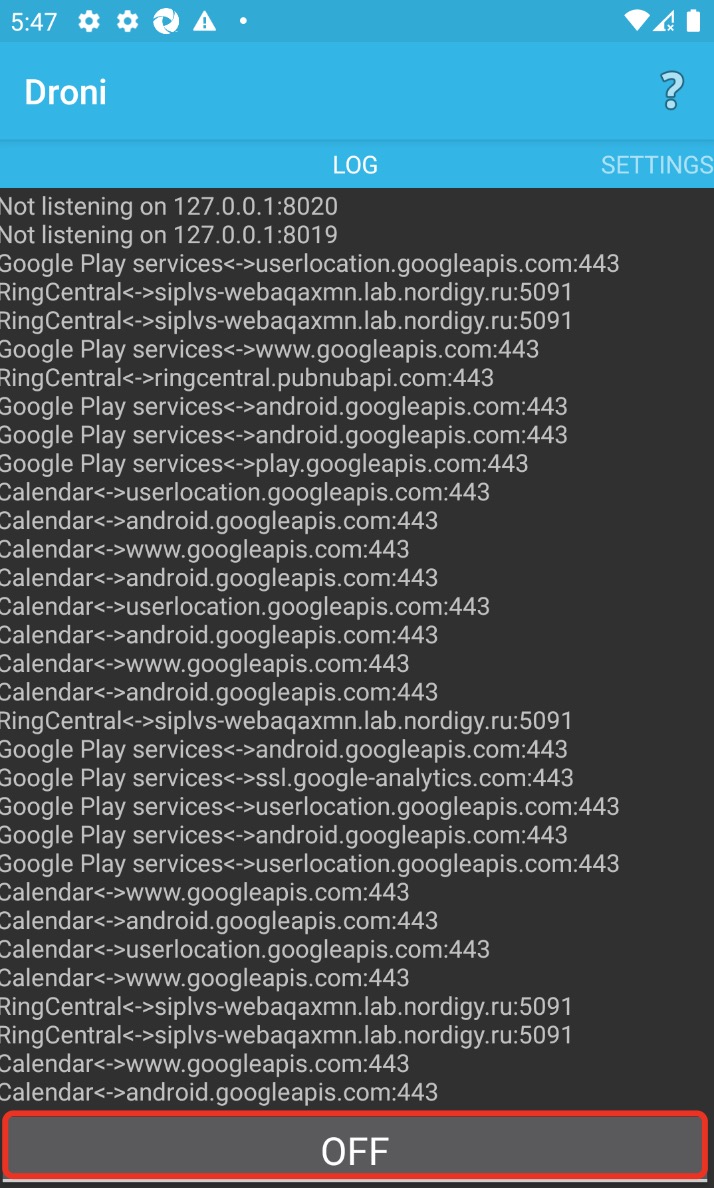 5:47
Droni
?
LOG SETTINGS
Not listening on 127.0.0.1:8020
Not listening on 127.0.0.1:8019
Google Play services<->userlocation.googleapis.com:443
RingCentral<->siplvs-webaqaxmn.lab.nordigy.ru:5091
RingCentral<->siplvs-webaqaxmn.lab.nordigy.ru:5091
Google Play services<->www.googleapis.com:443
RingCentral<->ringcentral.pubnubapi.com:443
Google Play services<->android.googleapis.com:443
Google Play services<->android.googleapis.com:443
Google Play services<->play.googleapis.com:443
Calendar<->userlocation.googleapis.com:443
Calendar<->android.googleapis.com:443
Calendar<->www.googleapis.com:443
Calendar<->android.googleapis.com:443
Calendar<->userlocation.googleapis.com:443
Calendar<->android.googleapis.com:443
Calendar<->www.googleapis.com:443
Calendar<->android.googleapis.com:443
RingCentral<->siplvs-webaqaxmn.lab.nordigy.ru:5091
Google Play services<->android.googleapis.com:443
Google Play services<->ssl.google-analytics.com:443
Google Play services<->userlocation.googleapis.com:443
Google Play services<->android.googleapis.com:443
Google Play services<->userlocation.googleapis.com:443
Calendar<->www.googleapis.com:443
Calendar<->android.googleapis.com:443
Calendar<->userlocation.googleapis.com:443
Calendar<->www.googleapis.com:443
RingCentral<->siplvs-webaqaxmn.lab.nordigy.ru:5091
RingCentral<->siplvs-webaqaxmn.lab.nordigy.ru:5091
Calendar<->www.googleapis.com:443
Calendar<->android.googleapis.com:443
OFF